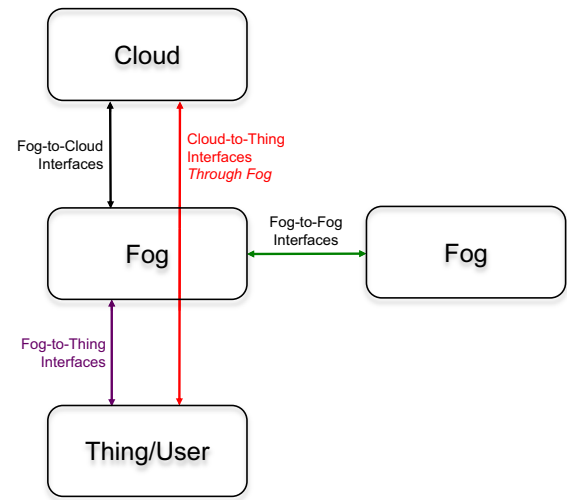 Cloud
Fog-to-Cloud
Interfaces
Cloud-to-Thing
Interfaces
Through Fog
Fog
Fog-to-Fog
Interfaces
Fog
Fog-to-Thing
Interfaces
Thing/User